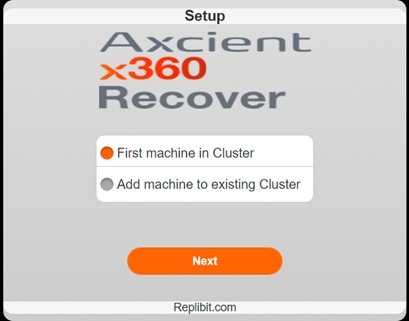 Setup
Axcient
x360
Recover
First machine in Cluster
Add machine to existing Cluster
Next
Replibit.com